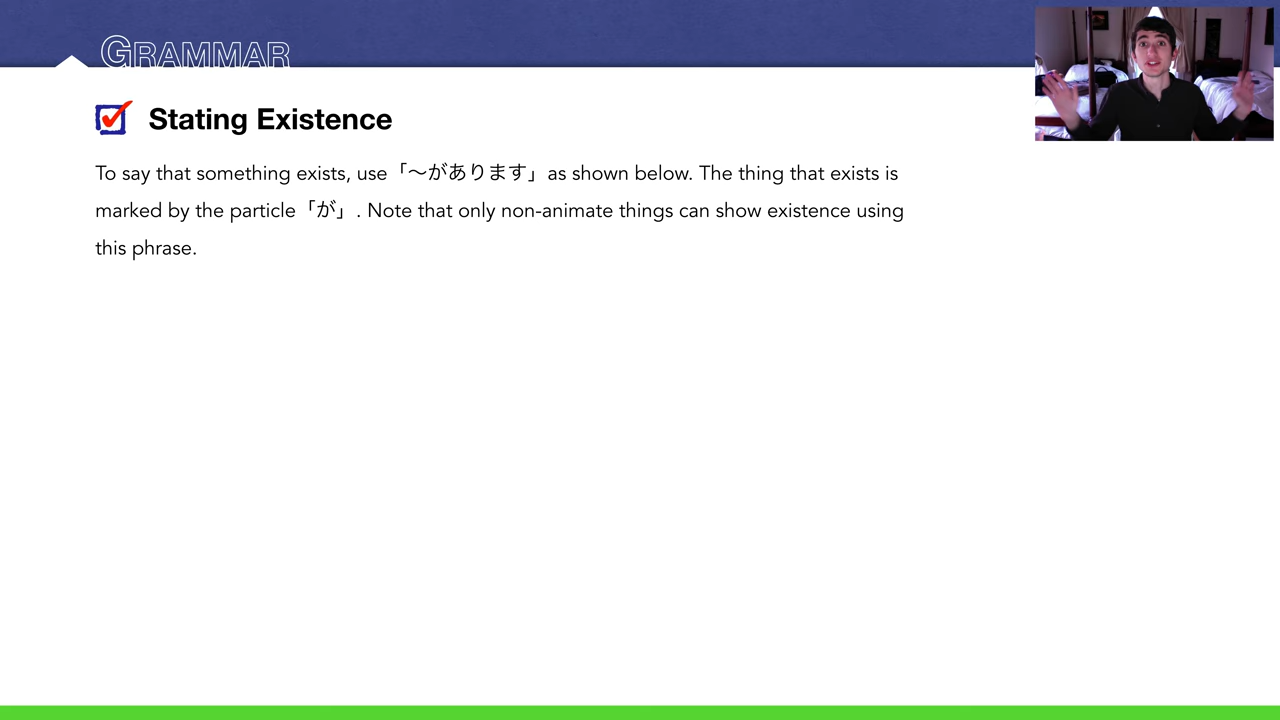 GRAMMAR
Stating Existence
To say that something exists, use「〜があります」as shown below. The thing that exists is
marked by the particle「が」. Note that only non-animate things can show existence using
this phrase.